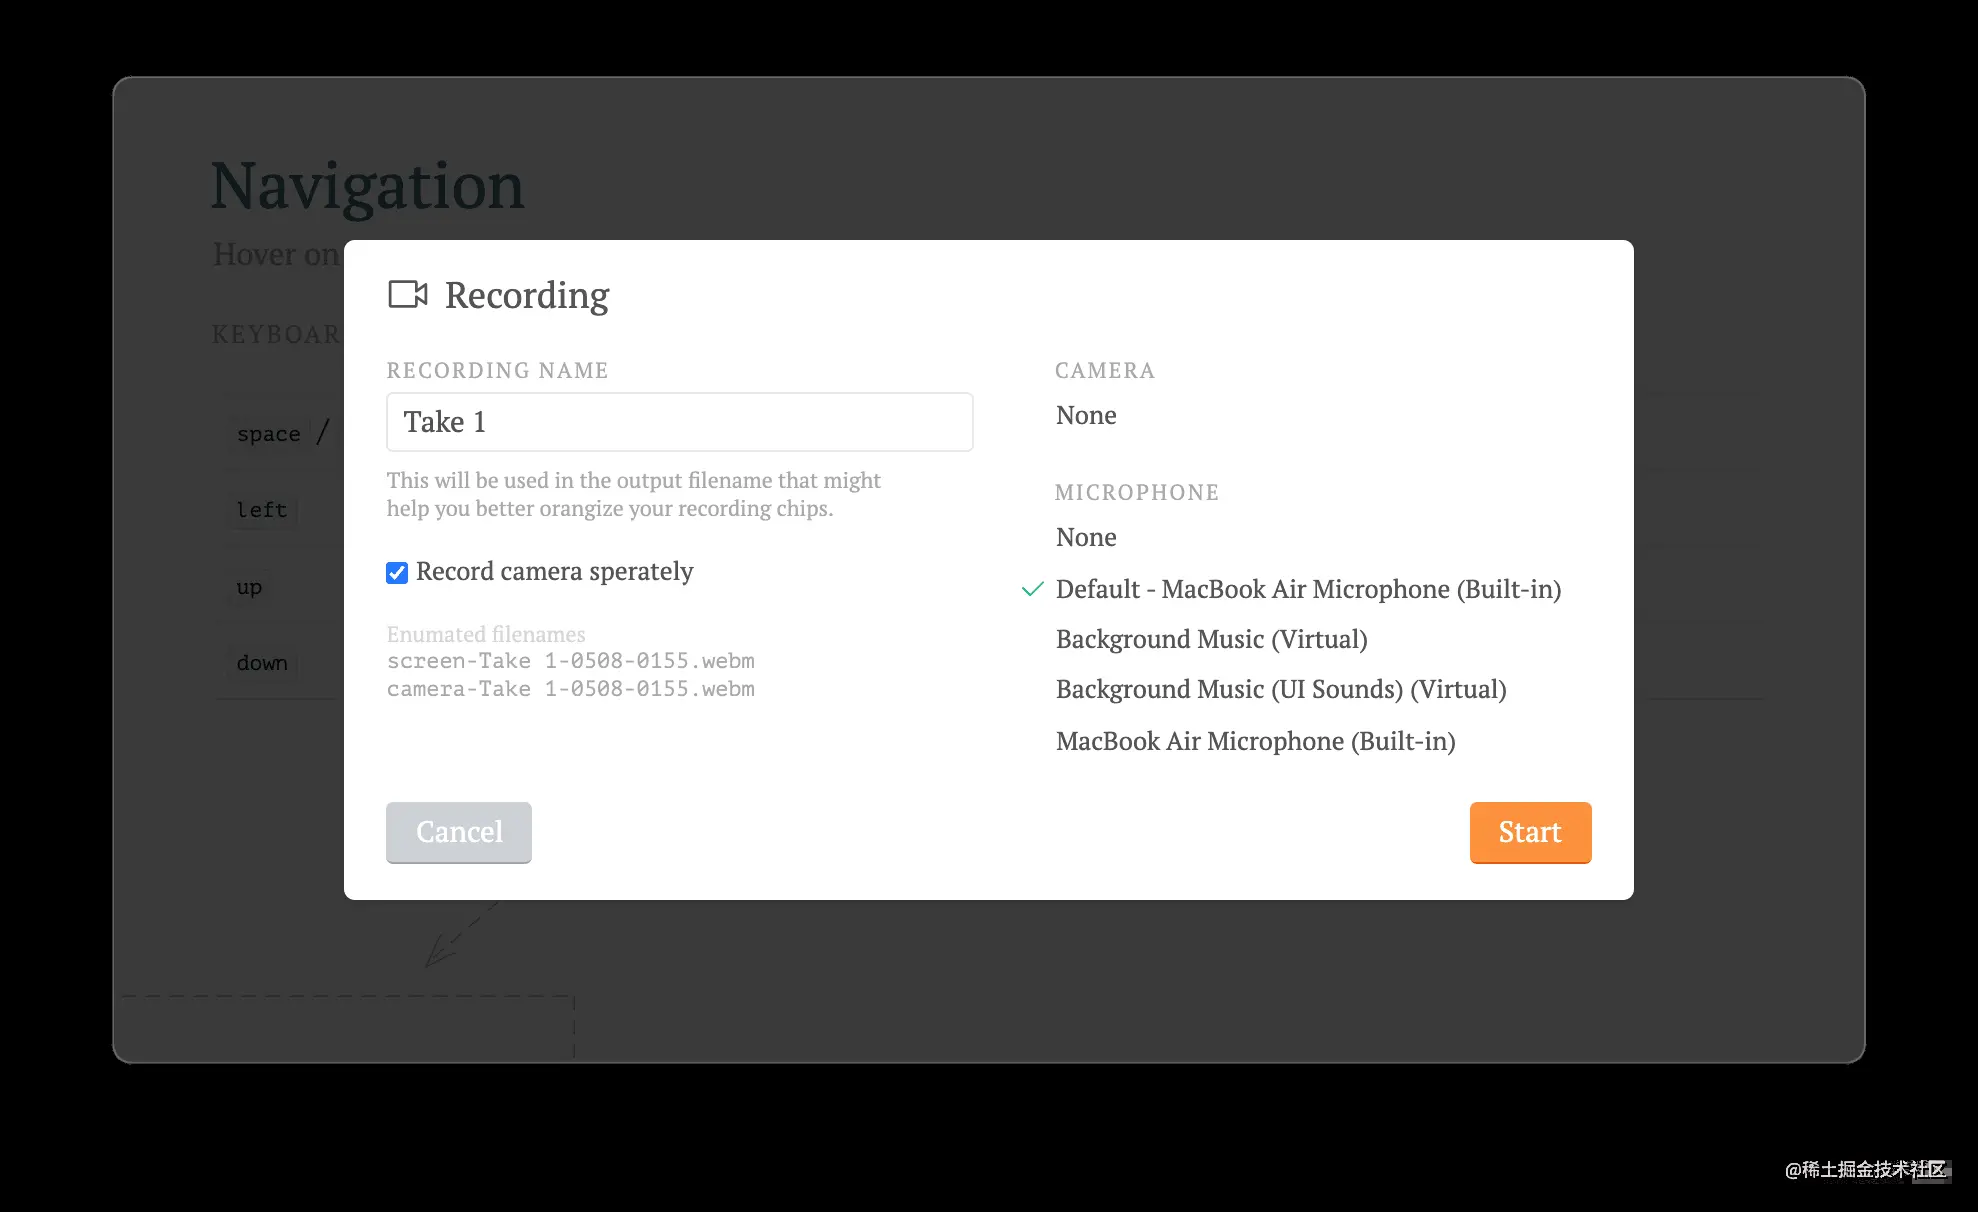 Navigation
Hover on
KEYBOAR
space /
left
up
down
Recording
RECORDING NAME
Take 1
This will be used in the output filename that might
help you better orangize your recording chips.
Record camera sperately
Enumated filenames
screen-Take 1-0508-0155.webm
camera-Take 1-0508-0155.webm
Cancel
CAMERA
None
MICROPHONE
None
Default - MacBook Air Microphone (Built-in)
Background Music (Virtual)
Background Music (UI Sounds) (Virtual)
MacBook Air Microphone (Built-in)
Start
@稀土掘金技术社区